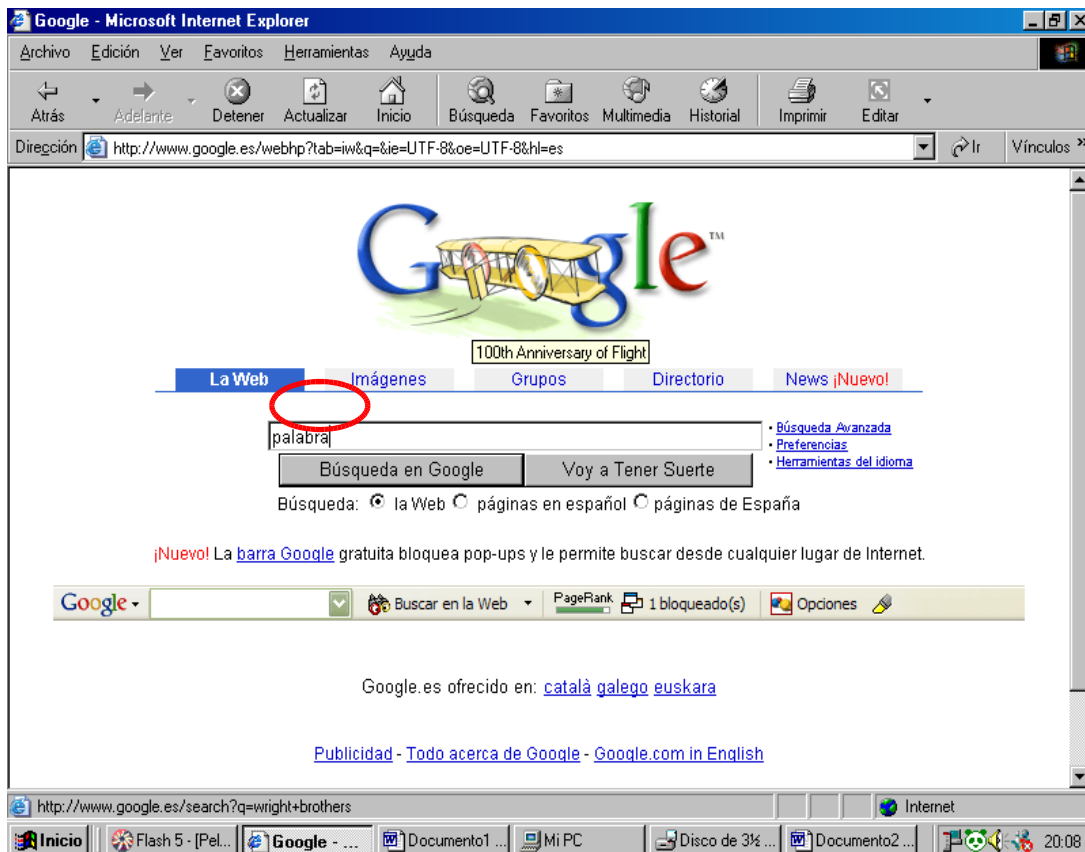 Google - Microsoft Internet Explorer
Archivo Edición Ver Favoritos Herramientas Ayuda
Atrás Adelante Detener Actualizar Inicio Búsqueda Favoritos Multimedia Historial Imprimir Editar
Dirección http://www.google.es/webhp?tab=iw&q=&ie=UTF-8&oe=UTF-8&hl=es Ir Vínculos »
Google TM
100th Anniversary of Flight
La Web Imágenes Grupos Directorio News ¡Nuevo!
palabra
· Búsqueda Avanzada
· Preferencias
· Herramientas del idioma
Búsqueda en Google Voy a Tener Suerte
Búsqueda: la Web páginas en español páginas de España
¡Nuevo! La barra Google gratuita bloquea pop-ups y le permite buscar desde cualquier lugar de Internet.
Google Buscar en la Web PageRank 1 bloqueado(s) Opciones
Google.es ofrecido en: català galego euskara
Publicidad - Todo acerca de Google - Google.com in English
http://www.google.es/search?q=wright+brothers Internet
Inicio Flash 5 - [Pel... Google - ... Documento1 ... Mi PC Disco de 3½ ... Documento2 ... 20:08